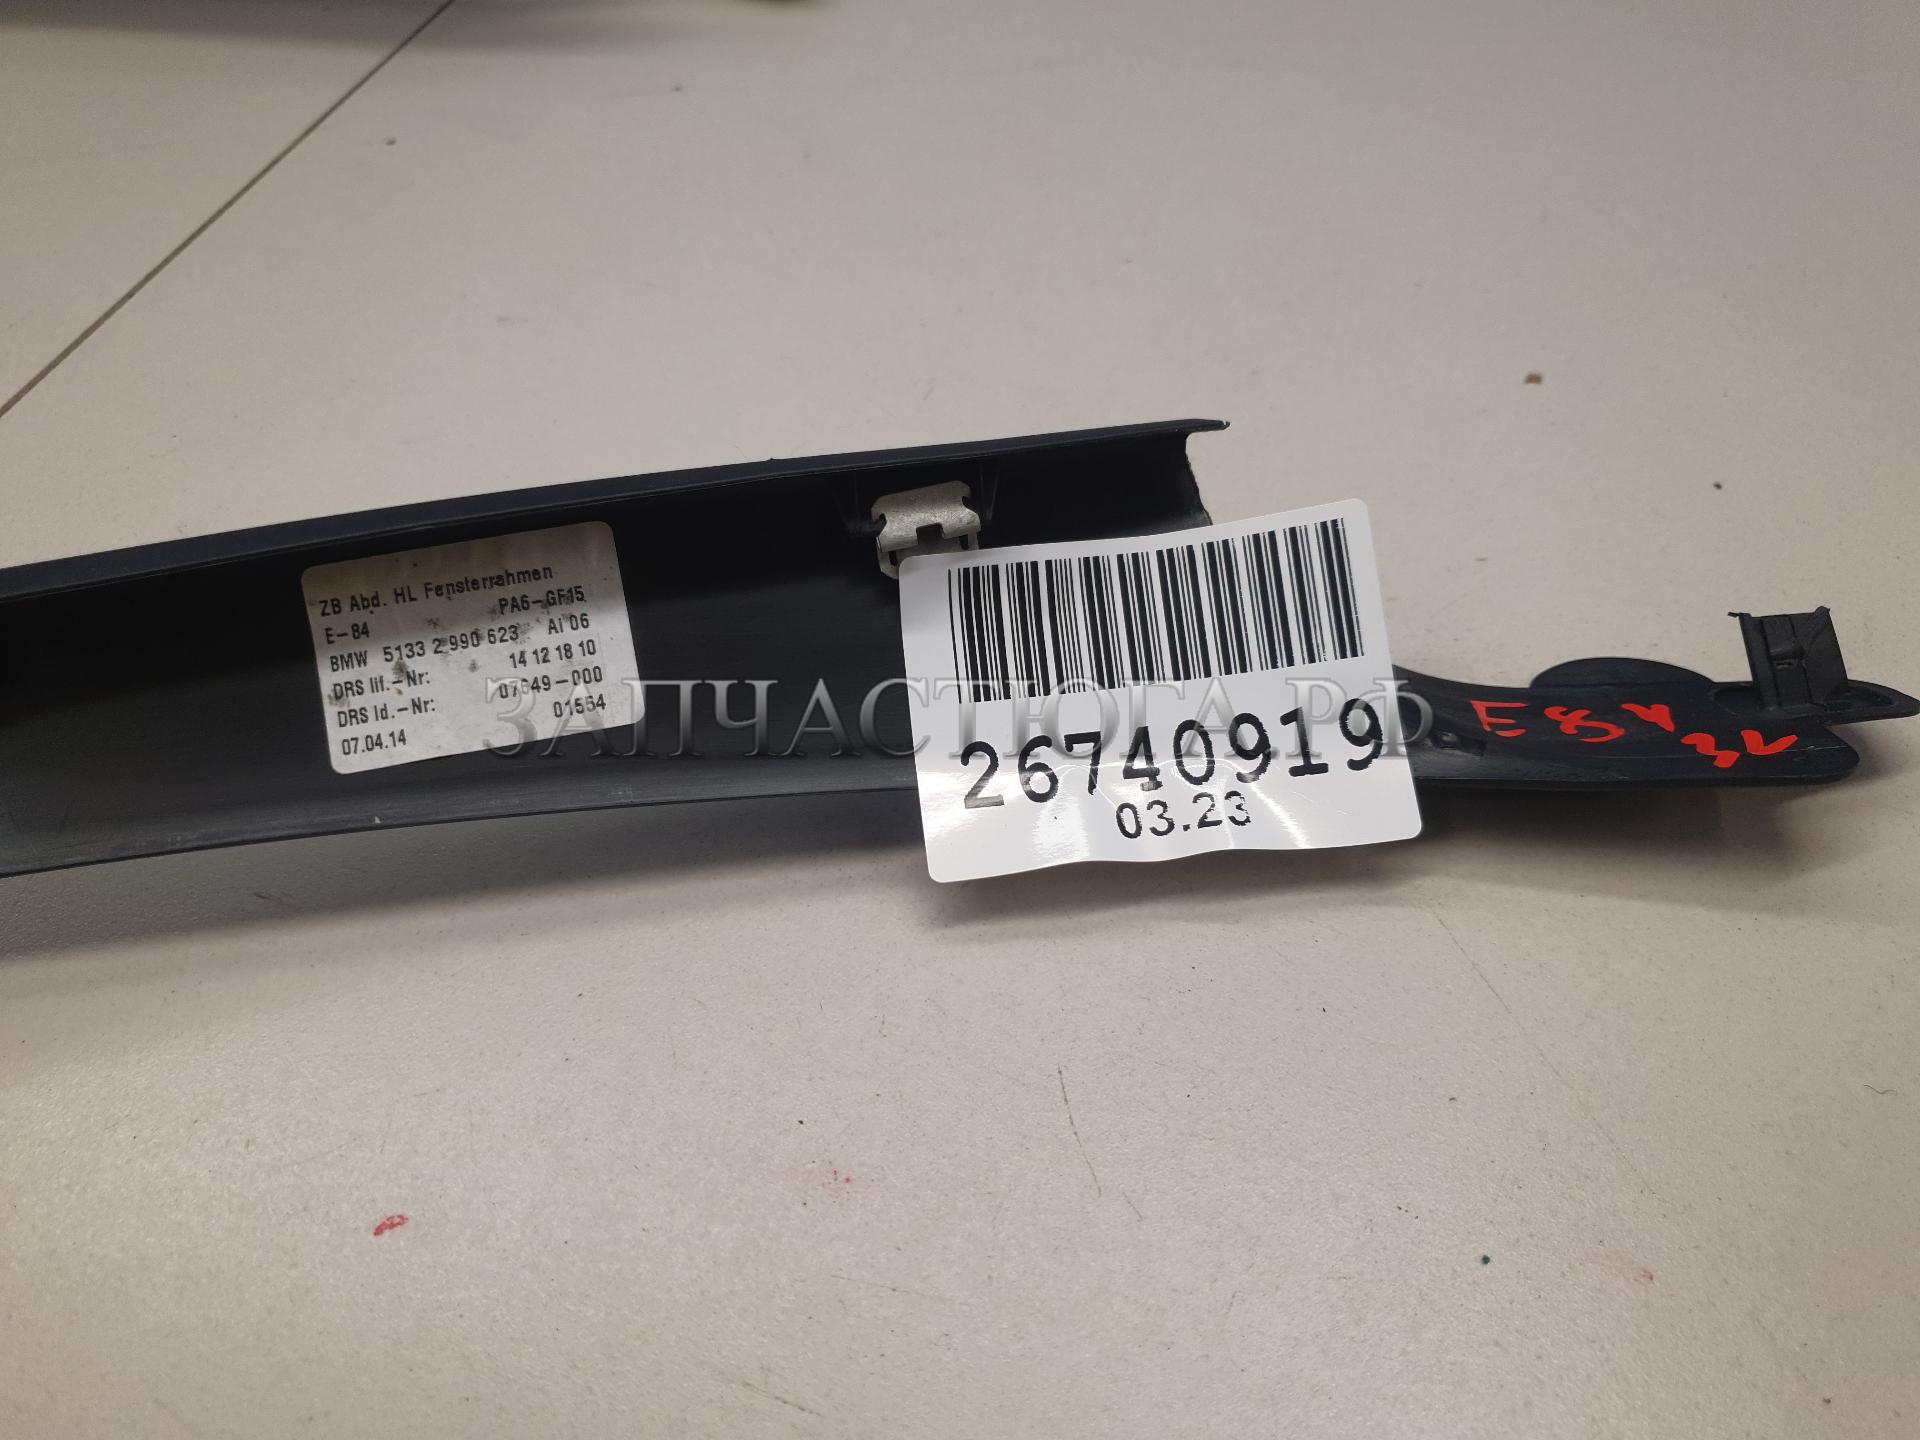 ZB Abd. HL Fensterrahmen
E-84 PA6-GF15
BMW 5133 2 990 623 AI 06
DRS lif.-Nr: 14 12 18 10
DRS Id.-Nr: 07649-000
07.04.14 01554
ЗАПЧАСТЮГА.РФ
26740919
03.23
E84
ЗL